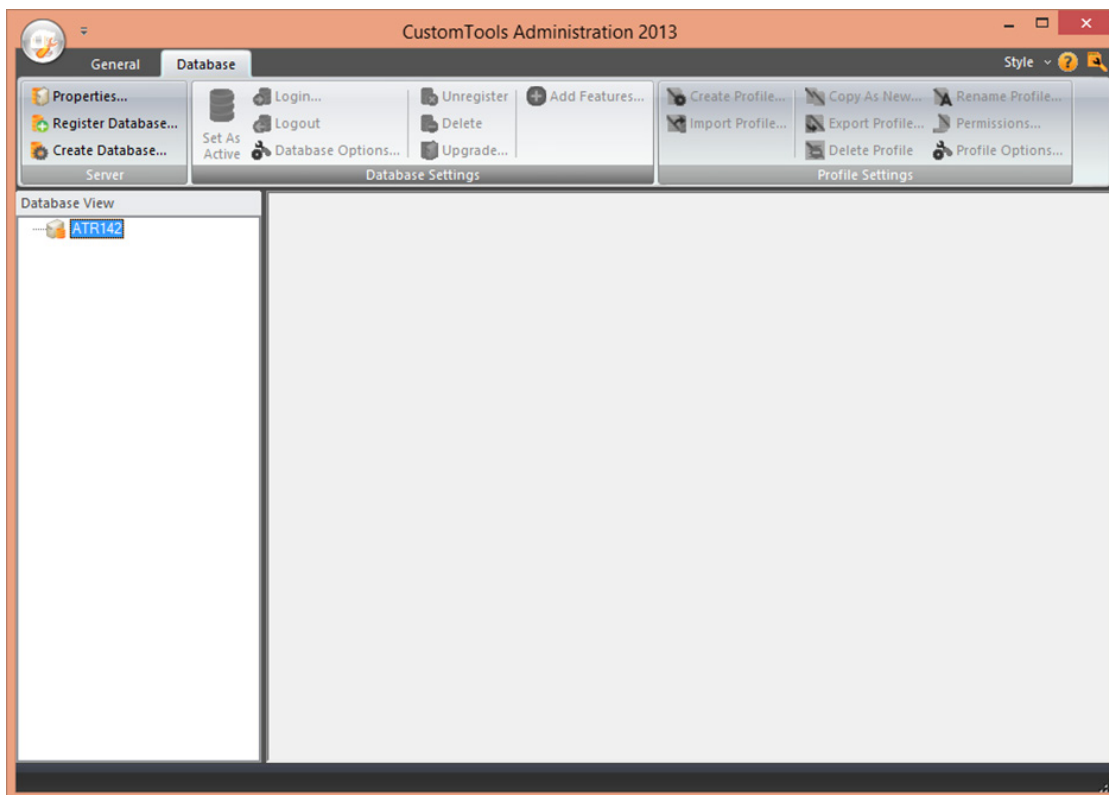 CustomTools Administration 2013
General Database Style
Properties...
Register Database...
Create Database...
Server
Set As
Active
Login...
Logout
Database Options...
Unregister
Delete
Upgrade...
Add Features...
Database Settings
Create Profile...
Import Profile...
Copy As New...
Export Profile...
Delete Profile
Rename Profile...
Permissions...
Profile Options...
Profile Settings
Database View
ATR142